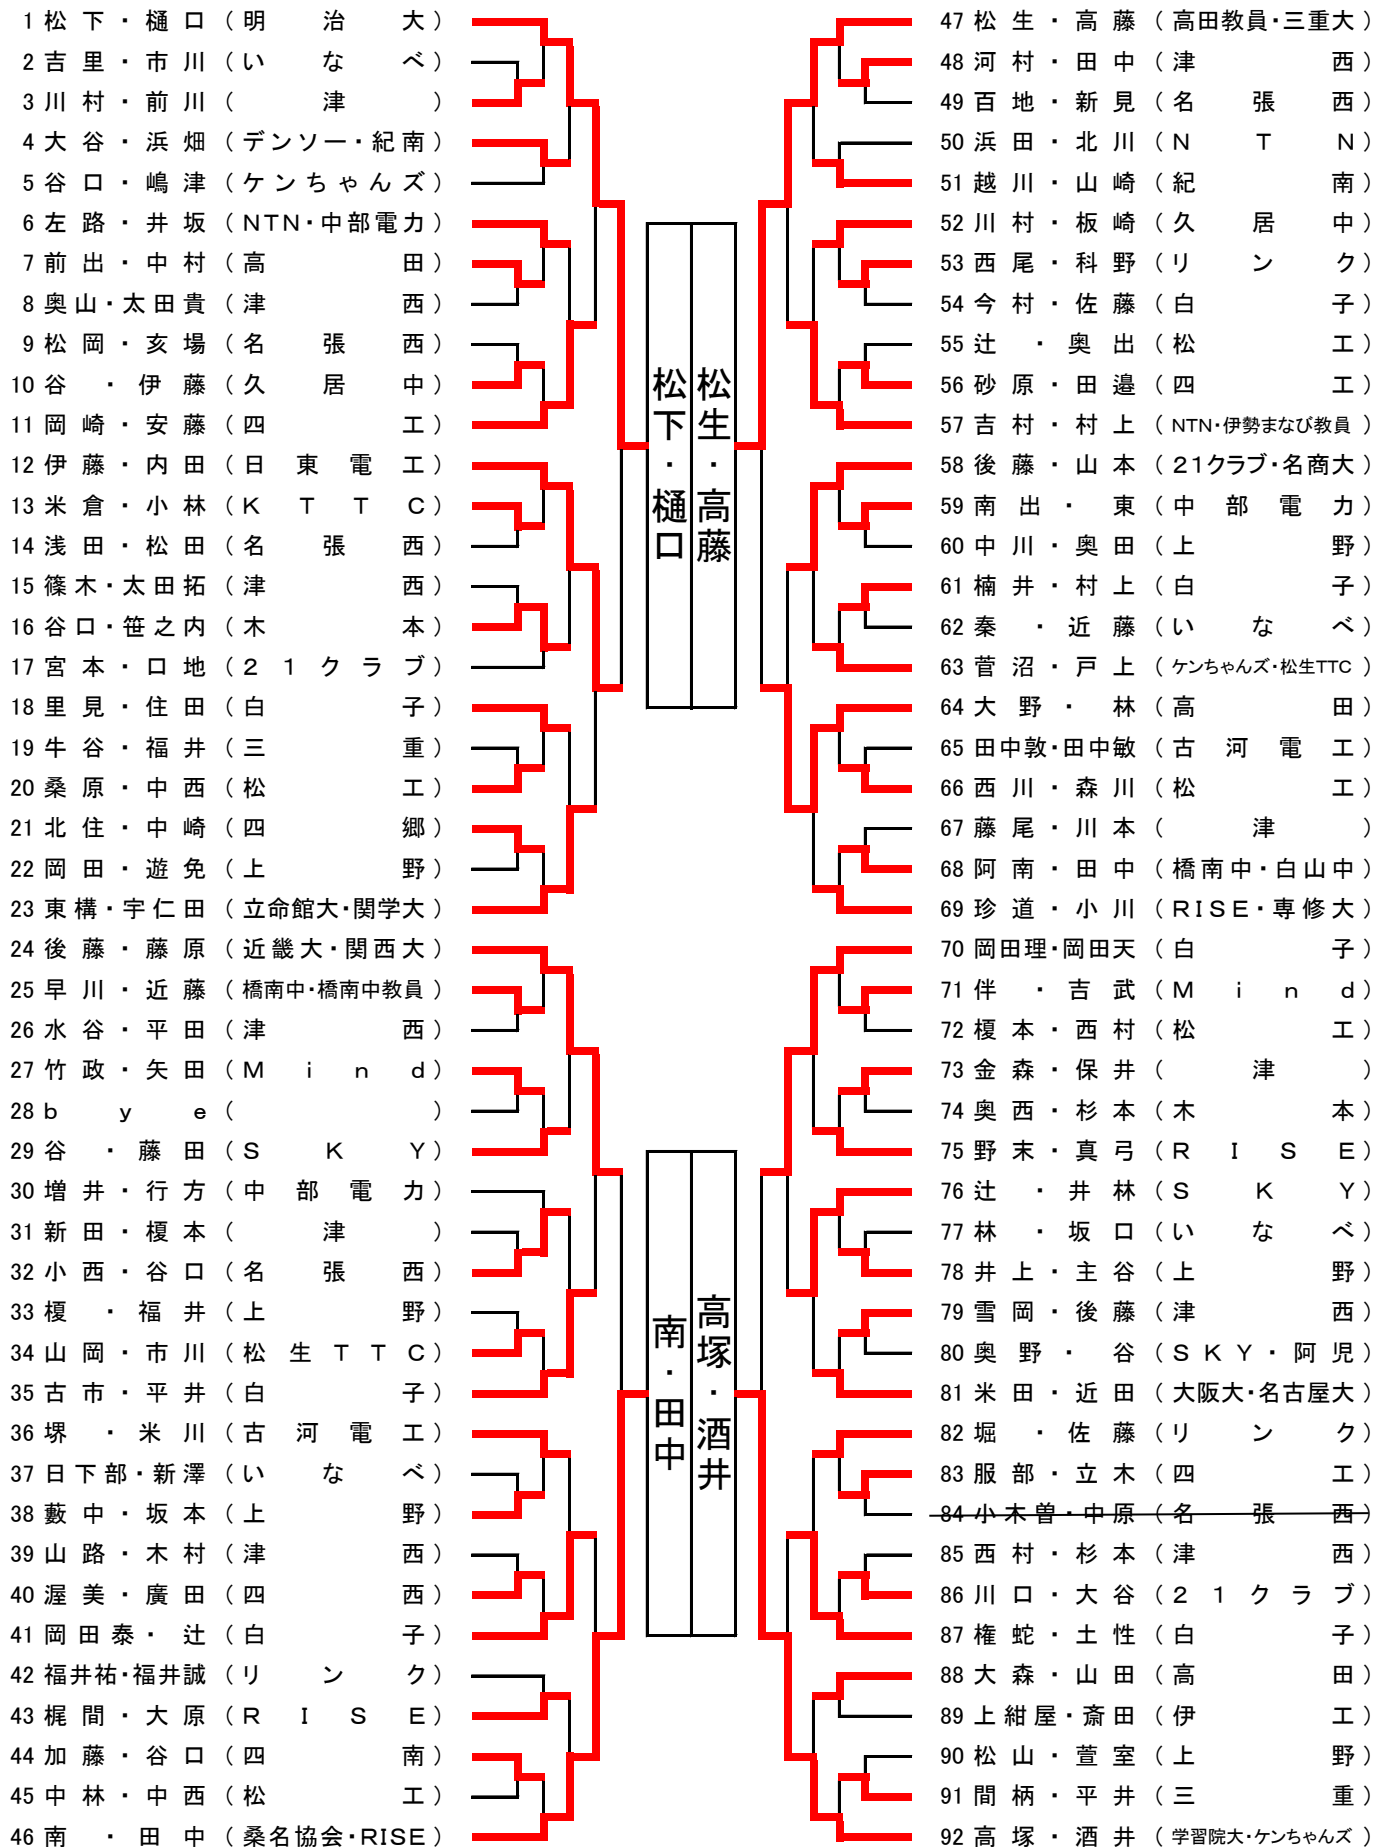 1 松下・樋口 (明治大)
2 吉里・市川 (いなべ)
3 川村・前川 (津)
4 大谷・浜畑 (デンソー・紀南)
5 谷口・嶋津 (ケンちゃんズ)
6 左路・井坂 (NTN・中部電力)
7 前出・中村 (高田)
8 奥山・太田貴 (津西)
9 松岡・亥場 (名張西)
10 谷・伊藤 (久居中)
11 岡崎・安藤 (四工)
12 伊藤・内田 (日東電工)
13 米倉・小林 (KTTC)
14 浅田・松田 (名張西)
15 篠木・太田拓 (津西)
16 谷口・笹之内 (木本)
17 宮本・口地 (21クラブ)
18 里見・住田 (白子)
19 牛谷・福井 (三重)
20 桑原・中西 (松工)
21 北住・中崎 (四郷)
22 岡田・遊免 (上野)
23 東構・宇仁田 (立命館大・関学大)
24 後藤・藤原 (近畿大・関西大)
25 早川・近藤 (橋南中・橋南中教員)
26 水谷・平田 (津西)
27 竹政・矢田 (Mind)
28 bye ( )
29 谷・藤田 (SKY)
30 増井・行方 (中部電力)
31 新田・榎本 (津)
32 小西・谷口 (名張西)
33 榎・福井 (上野)
34 山岡・市川 (松生TTC)
35 古市・平井 (白子)
36 堺・米川 (古河電工)
37 日下部・新澤 (いなべ)
38 藪中・坂本 (上野)
39 山路・木村 (津西)
40 渥美・廣田 (四西)
41 岡田泰・辻 (白子)
42 福井祐・福井誠 (リンク)
43 梶間・大原 (RISE)
44 加藤・谷口 (四南)
45 中林・中西 (松工)
46 南・田中 (桑名協会・RISE)
松下・樋口
松生・高藤
南・田中
高塚・酒井
47 松生・高藤 (高田教員・三重大)
48 河村・田中 (津西)
49 百地・新見 (名張西)
50 浜田・北川 (NTN)
51 越川・山崎 (紀南)
52 川村・板崎 (久居中)
53 西尾・科野 (リンク)
54 今村・佐藤 (白子)
55 辻・奥出 (松工)
56 砂原・田邉 (四工)
57 吉村・村上 (NTN・伊勢まなび教員)
58 後藤・山本 (21クラブ・名商大)
59 南出・東 (中部電力)
60 中川・奥田 (上野)
61 楠井・村上 (白子)
62 秦・近藤 (いなべ)
63 菅沼・戸上 (ケンちゃんズ・松生TTC)
64 大野・林 (高田)
65 田中敦・田中敏 (古河電工)
66 西川・森川 (松工)
67 藤尾・川本 (津)
68 阿南・田中 (橋南中・白山中)
69 珍道・小川 (RISE・専修大)
70 岡田理・岡田天 (白子)
71 伴・吉武 (Mind)
72 榎本・西村 (松工)
73 金森・保井 (津)
74 奥西・杉本 (木本)
75 野末・真弓 (RISE)
76 辻・井林 (SKY)
77 林・坂口 (いなべ)
78 井上・主谷 (上野)
79 雪岡・後藤 (津西)
80 奥野・谷 (SKY・阿児)
81 米田・近田 (大阪大・名古屋大)
82 堀・佐藤 (リンク)
83 服部・立木 (四工)
84 小木曽・中原 (名張西)
85 西村・杉本 (津西)
86 川口・大谷 (21クラブ)
87 権蛇・土性 (白子)
88 大森・山田 (高田)
89 上紺屋・斎田 (伊工)
90 松山・萱室 (上野)
91 間柄・平井 (三重)
92 高塚・酒井 (学習院大・ケンちゃんズ)